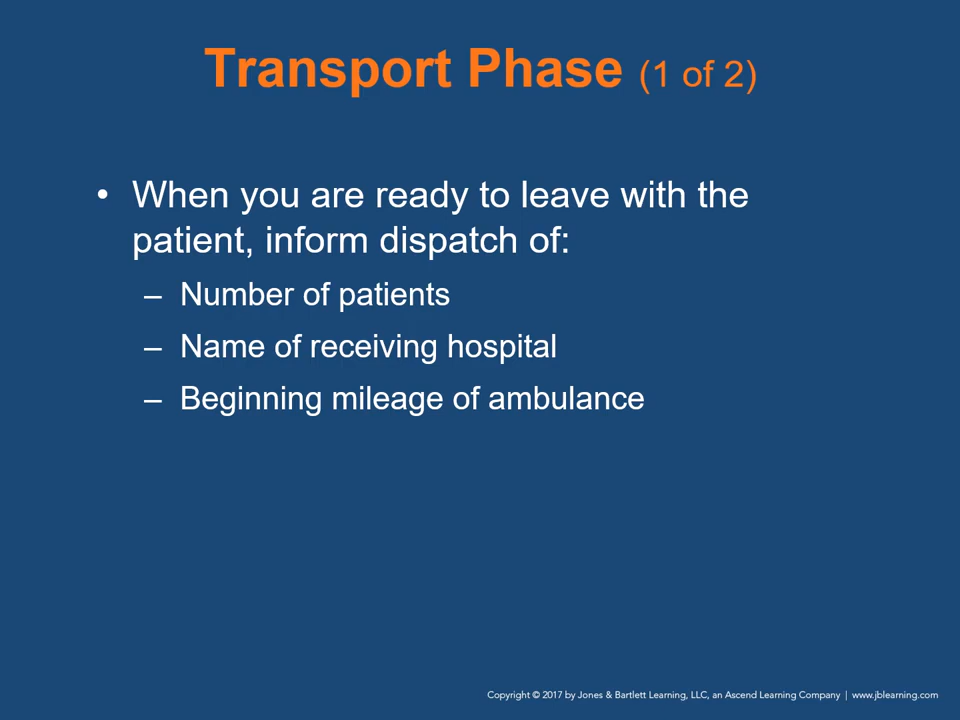 Transport Phase (1 of 2)
• When you are ready to leave with the
patient, inform dispatch of:
– Number of patients
– Name of receiving hospital
– Beginning mileage of ambulance
Copyright © 2017 by Jones & Bartlett Learning, LLC, an Ascend Learning Company | www.jblearning.com